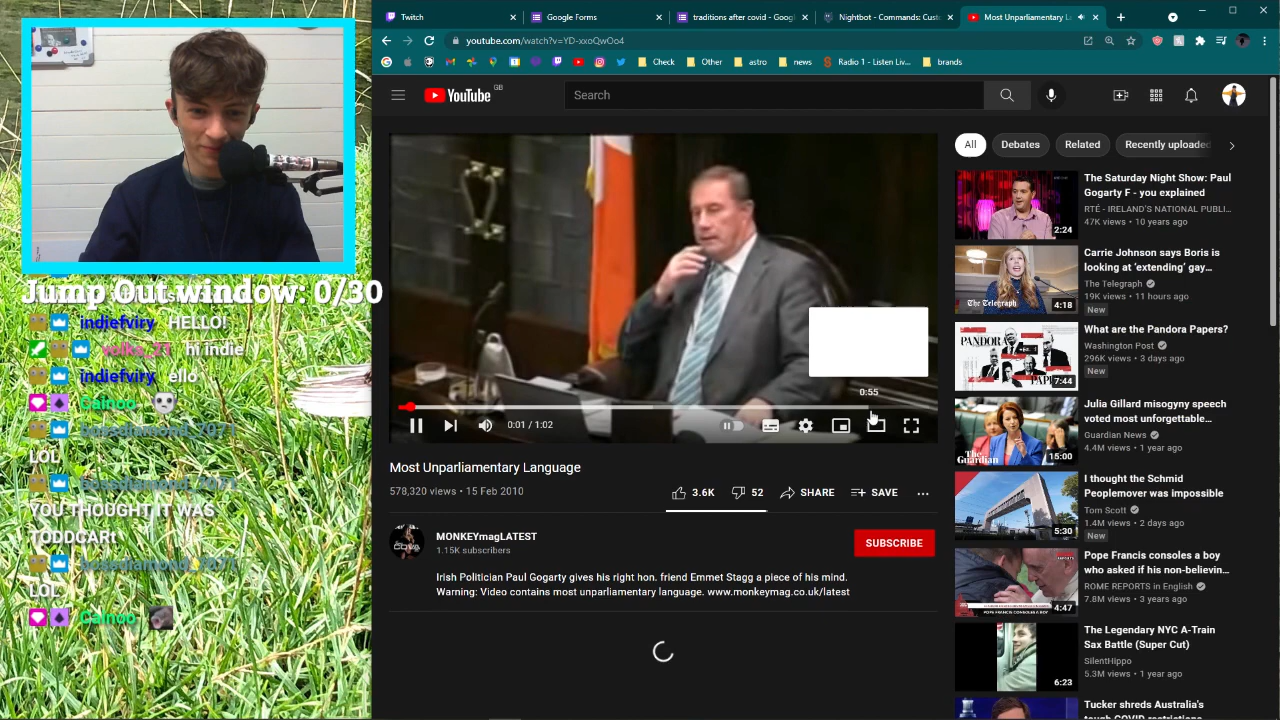 Twitch
Google Forms
traditions after covid - Googl
Nightbot - Commands: Cust
Most Unparliamentary La
youtube.com/watch?v=YD-xxoQwOo4
Check
Other
astro
news
Radio 1 - Listen Liv...
brands
YouTube GB
Search
All
Debates
Related
Recently uploaded
Jump Out window: 0/30
indiefviry HELLO!
volks_21 hi indie
indiefviry ello
Cainoo
LOL
YOU THOUGHT IT WAS
TODDCARt
LOL
Cainoo
0:55
0:01 / 1:02
Most Unparliamentary Language
578,320 views • 15 Feb 2010
3.6K
52
SHARE
SAVE
MONKEYmagLATEST
1.15K subscribers
SUBSCRIBE
Irish Politician Paul Gogarty gives his right hon. friend Emmet Stagg a piece of his mind.
Warning: Video contains most unparliamentary language. www.monkeymag.co.uk/latest
The Saturday Night Show: Paul
Gogarty F - you explained
RTÉ - IRELAND'S NATIONAL PUBLI...
47K views • 10 years ago
2:24
Carrie Johnson says Boris is
looking at 'extending' gay...
The Telegraph
19K views • 11 hours ago
New
The Telegraph
4:18
What are the Pandora Papers?
Washington Post
296K views • 3 days ago
New
PANDORA
7:44
Julia Gillard misogyny speech
voted most unforgettable...
Guardian News
4.4M views • 1 year ago
The
Guardian
15:00
I thought the Schmid
Peoplemover was impossible
Tom Scott
1.4M views • 2 days ago
New
5:30
Pope Francis consoles a boy
who asked if his non-believin...
ROME REPORTS in English
7.8M views • 3 years ago
4:47
The Legendary NYC A-Train
Sax Battle (Super Cut)
SilentHippo
5.3M views • 1 year ago
6:23
Tucker shreds Australia's